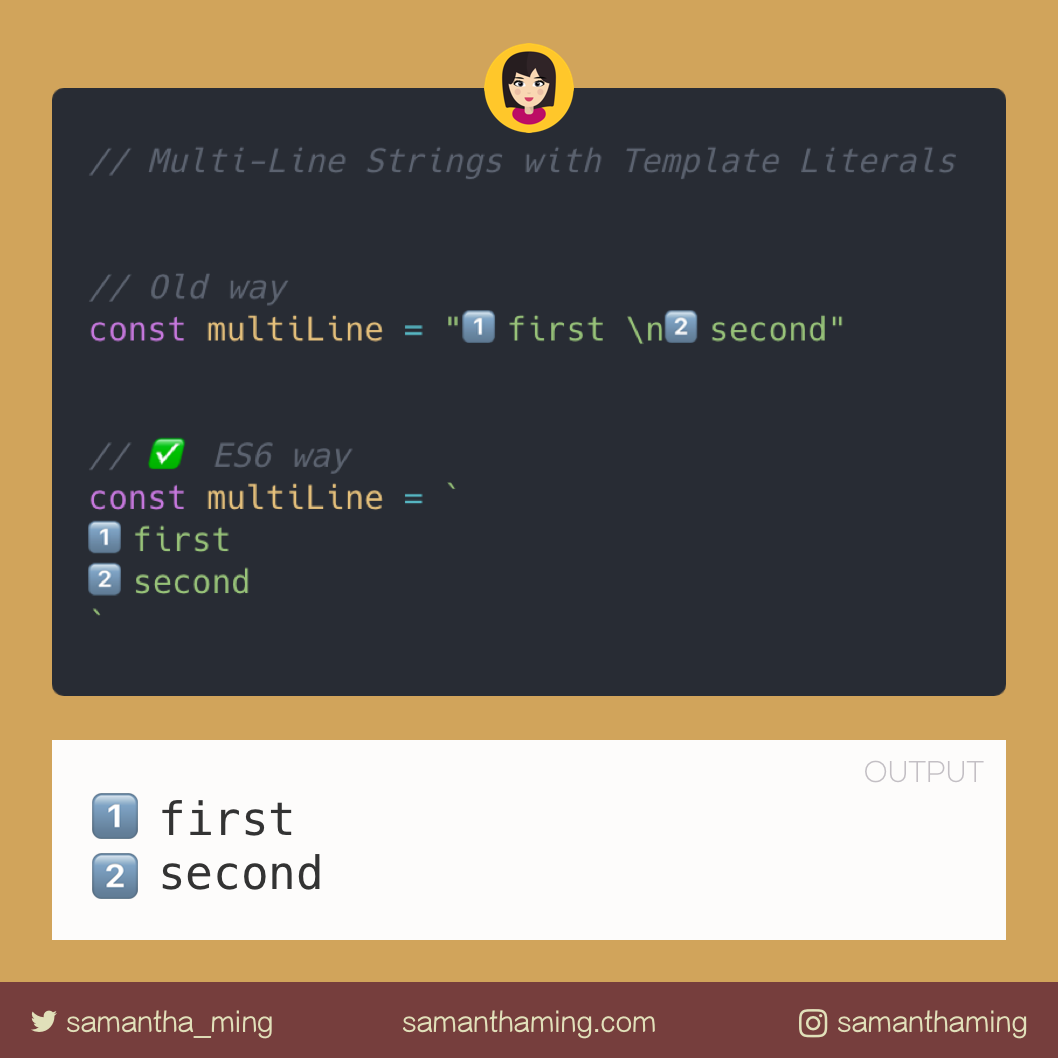 // Multi-Line Strings with Template Literals
// Old way
const multiLine = "1️⃣ first \n2️⃣ second"
// ✅ ES6 way
const multiLine = `
1️⃣ first
2️⃣ second
`
OUTPUT
1️⃣ first
2️⃣ second
samantha_ming
samanthaming.com
samanthaming